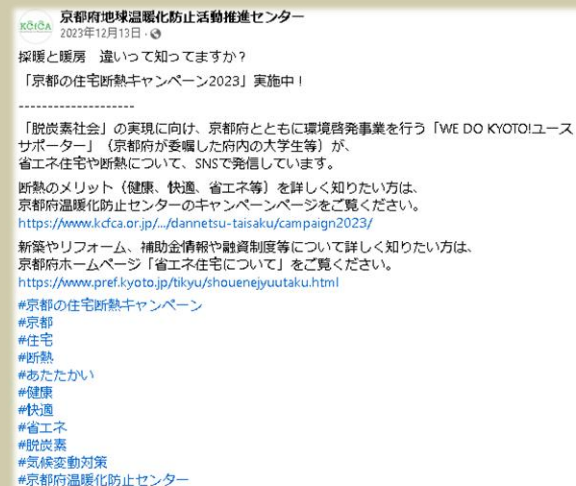 KCfCA
京都府地球温暖化防止活動推進センター
2023年12月13日 ·
採暖と暖房　違いって知ってますか？
「京都の住宅断熱キャンペーン2023」実施中！
--------------------
「脱炭素社会」の実現に向け、京都府とともに環境啓発事業を行う「WE DO KYOTO!ユース
サポーター」（京都府が委嘱した府内の大学生等）が、
省エネ住宅や断熱について、SNSで発信しています。
断熱のメリット（健康、快適、省エネ等）を詳しく知りたい方は、
京都府温暖化防止センターのキャンペーンページをご覧ください。
https://www.kcfca.or.jp/.../dannetsu-taisaku/campaign2023/
新築やリフォーム、補助金情報や融資制度等について詳しく知りたい方は、
京都府ホームページ「省エネ住宅について」をご覧ください。
https://www.pref.kyoto.jp/tikyu/shouenejyuutaku.html
#京都の住宅断熱キャンペーン
#京都
#住宅
#断熱
#あたたかい
#健康
#快適
#省エネ
#脱炭素
#気候変動対策
#京都府温暖化防止センター